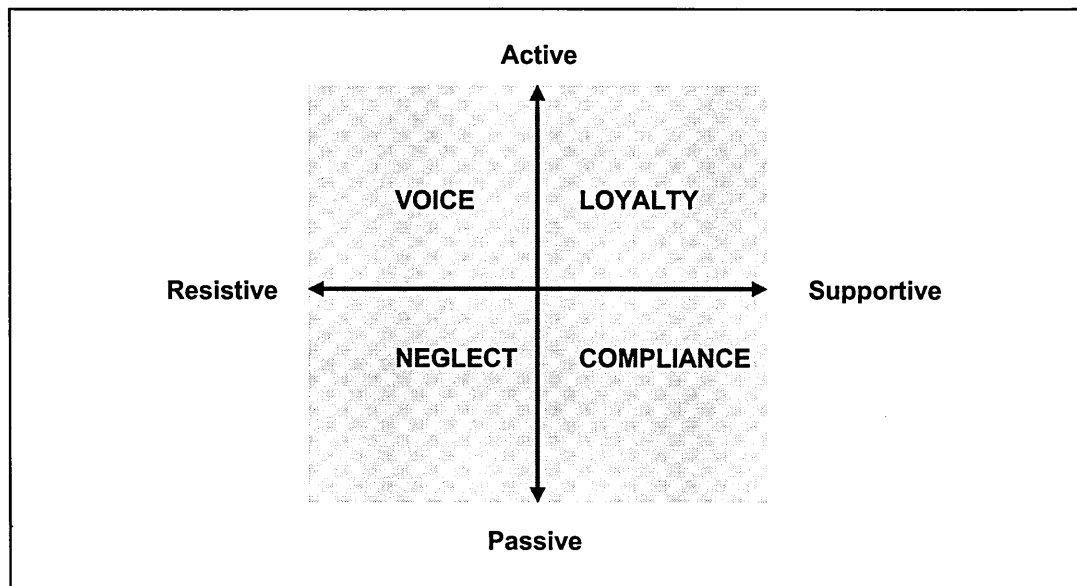 Active
VOICE LOYALTY
Resistive Supportive
NEGLECT COMPLIANCE
Passive